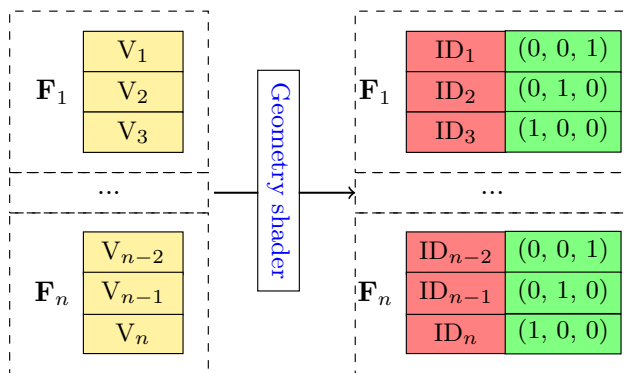 V₁
F₁ V₂
V₃
...
Vₙ₋₂
Fₙ Vₙ₋₁
Vₙ
Geometry shader
ID₁ (0, 0, 1)
F₁ ID₂ (0, 1, 0)
ID₃ (1, 0, 0)
...
IDₙ₋₂ (0, 0, 1)
Fₙ IDₙ₋₁ (0, 1, 0)
IDₙ (1, 0, 0)